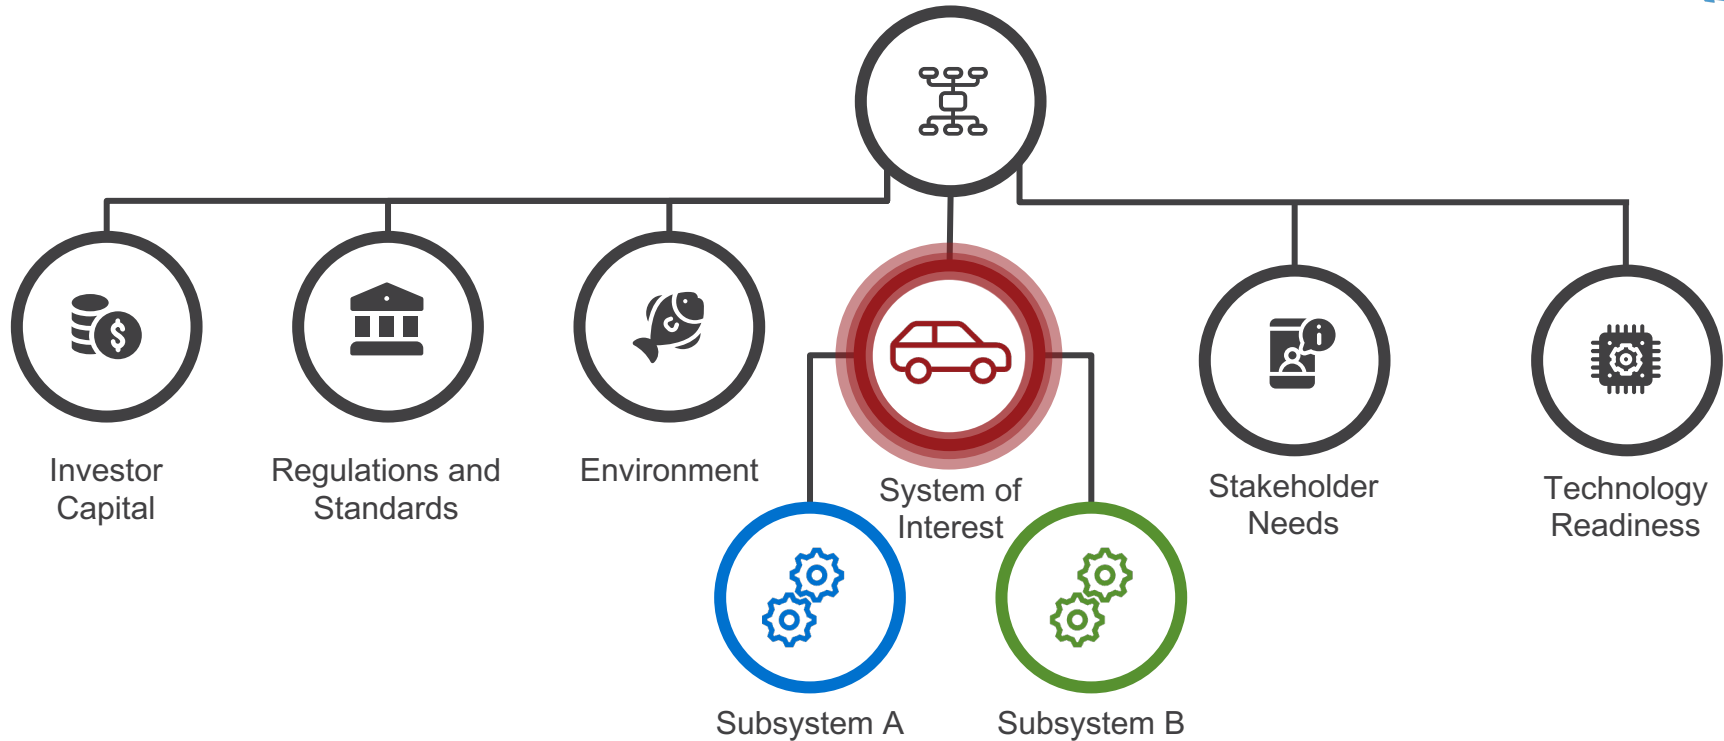 Investor
Capital
Regulations and
Standards
Environment
System of
Interest
Stakeholder
Needs
Technology
Readiness
Subsystem A
Subsystem B